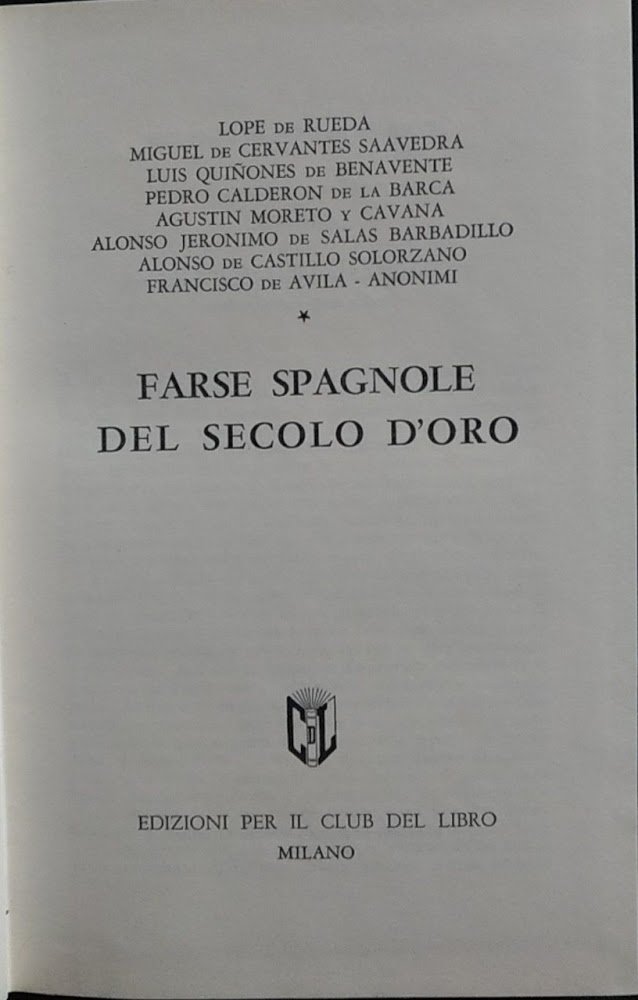 LOPE DE RUEDA
MIGUEL DE CERVANTES SAAVEDRA
LUIS QUIÑONES DE BENAVENTE
PEDRO CALDERON DE LA BARCA
AGUSTIN MORETO Y CAVANA
ALONSO JERONIMO DE SALAS BARBADILLO
ALONSO DE CASTILLO SOLORZANO
FRANCISCO DE AVILA - ANONIMI
★
FARSE SPAGNOLE
DEL SECOLO D'ORO
CDL
EDIZIONI PER IL CLUB DEL LIBRO
MILANO